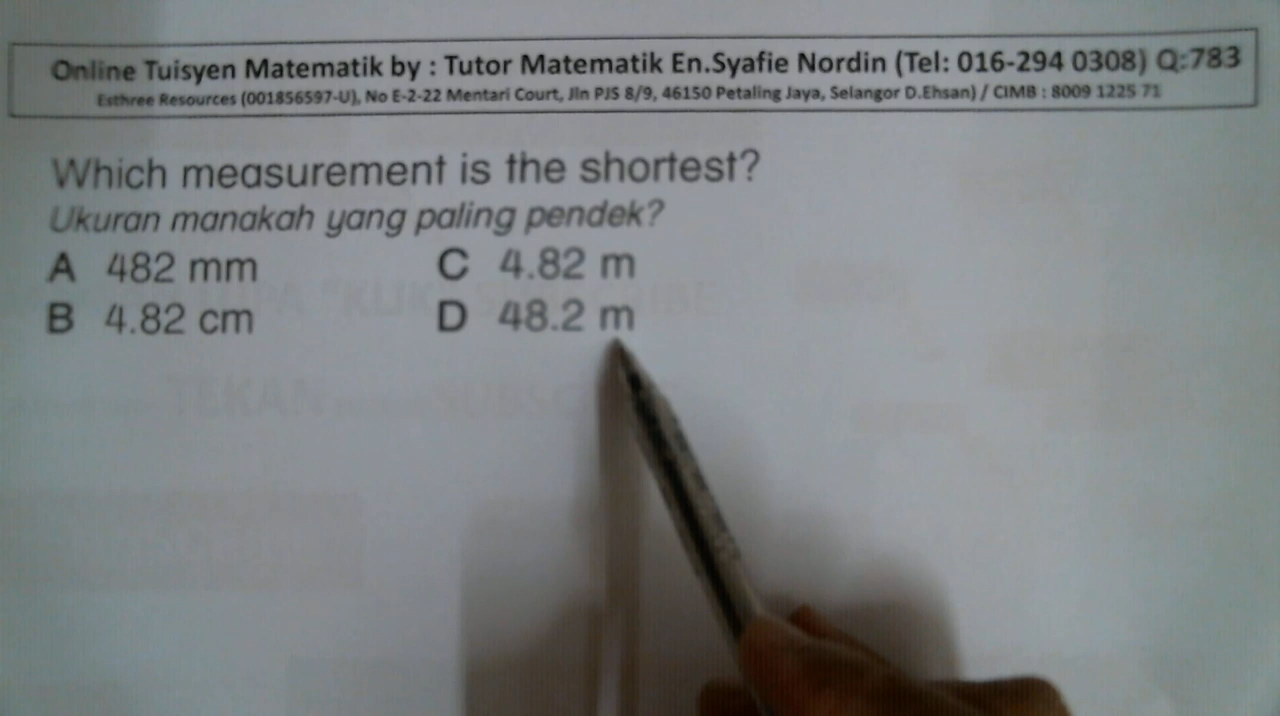 Online Tuisyen Matematik by : Tutor Matematik En.Syafie Nordin (Tel: 016-294 0308) Q:783
Esthree Resources (001856597-U), No E-2-22 Mentari Court, Jln PJS 8/9, 46150 Petaling Jaya, Selangor D.Ehsan) / CIMB : 8009 1225 71
Which measurement is the shortest?
Ukuran manakah yang paling pendek?
A 482 mm C 4.82 m
B 4.82 cm D 48.2 m